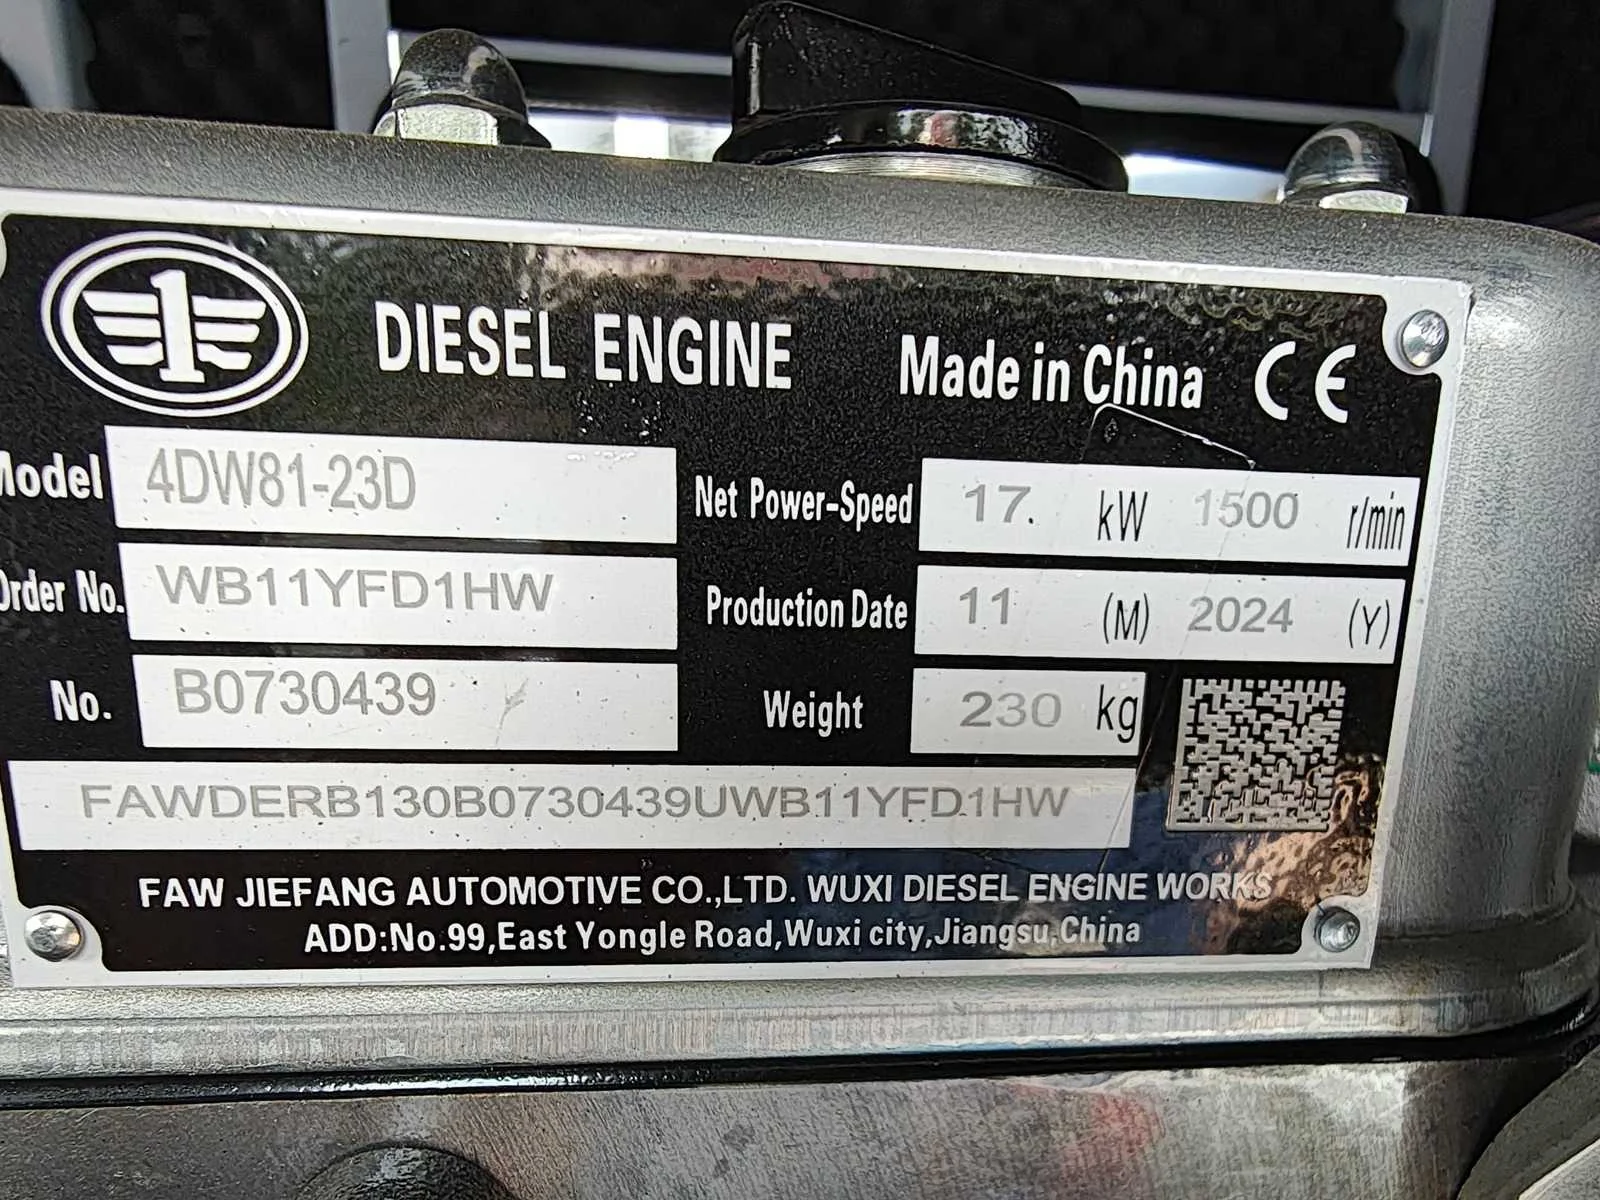 1
DIESEL ENGINE Made in China CE
Model 4DW81-23D Net Power-Speed 17. kW 1500 r/min
Order No. WB11YFD1HW Production Date 11 (M) 2024 (Y)
No. B0730439 Weight 230 kg
FAWDERB130B0730439UWB11YFD1HW
FAW JIEFANG AUTOMOTIVE CO.,LTD. WUXI DIESEL ENGINE WORKS
ADD:No.99,East Yongle Road,Wuxi city,Jiangsu,China